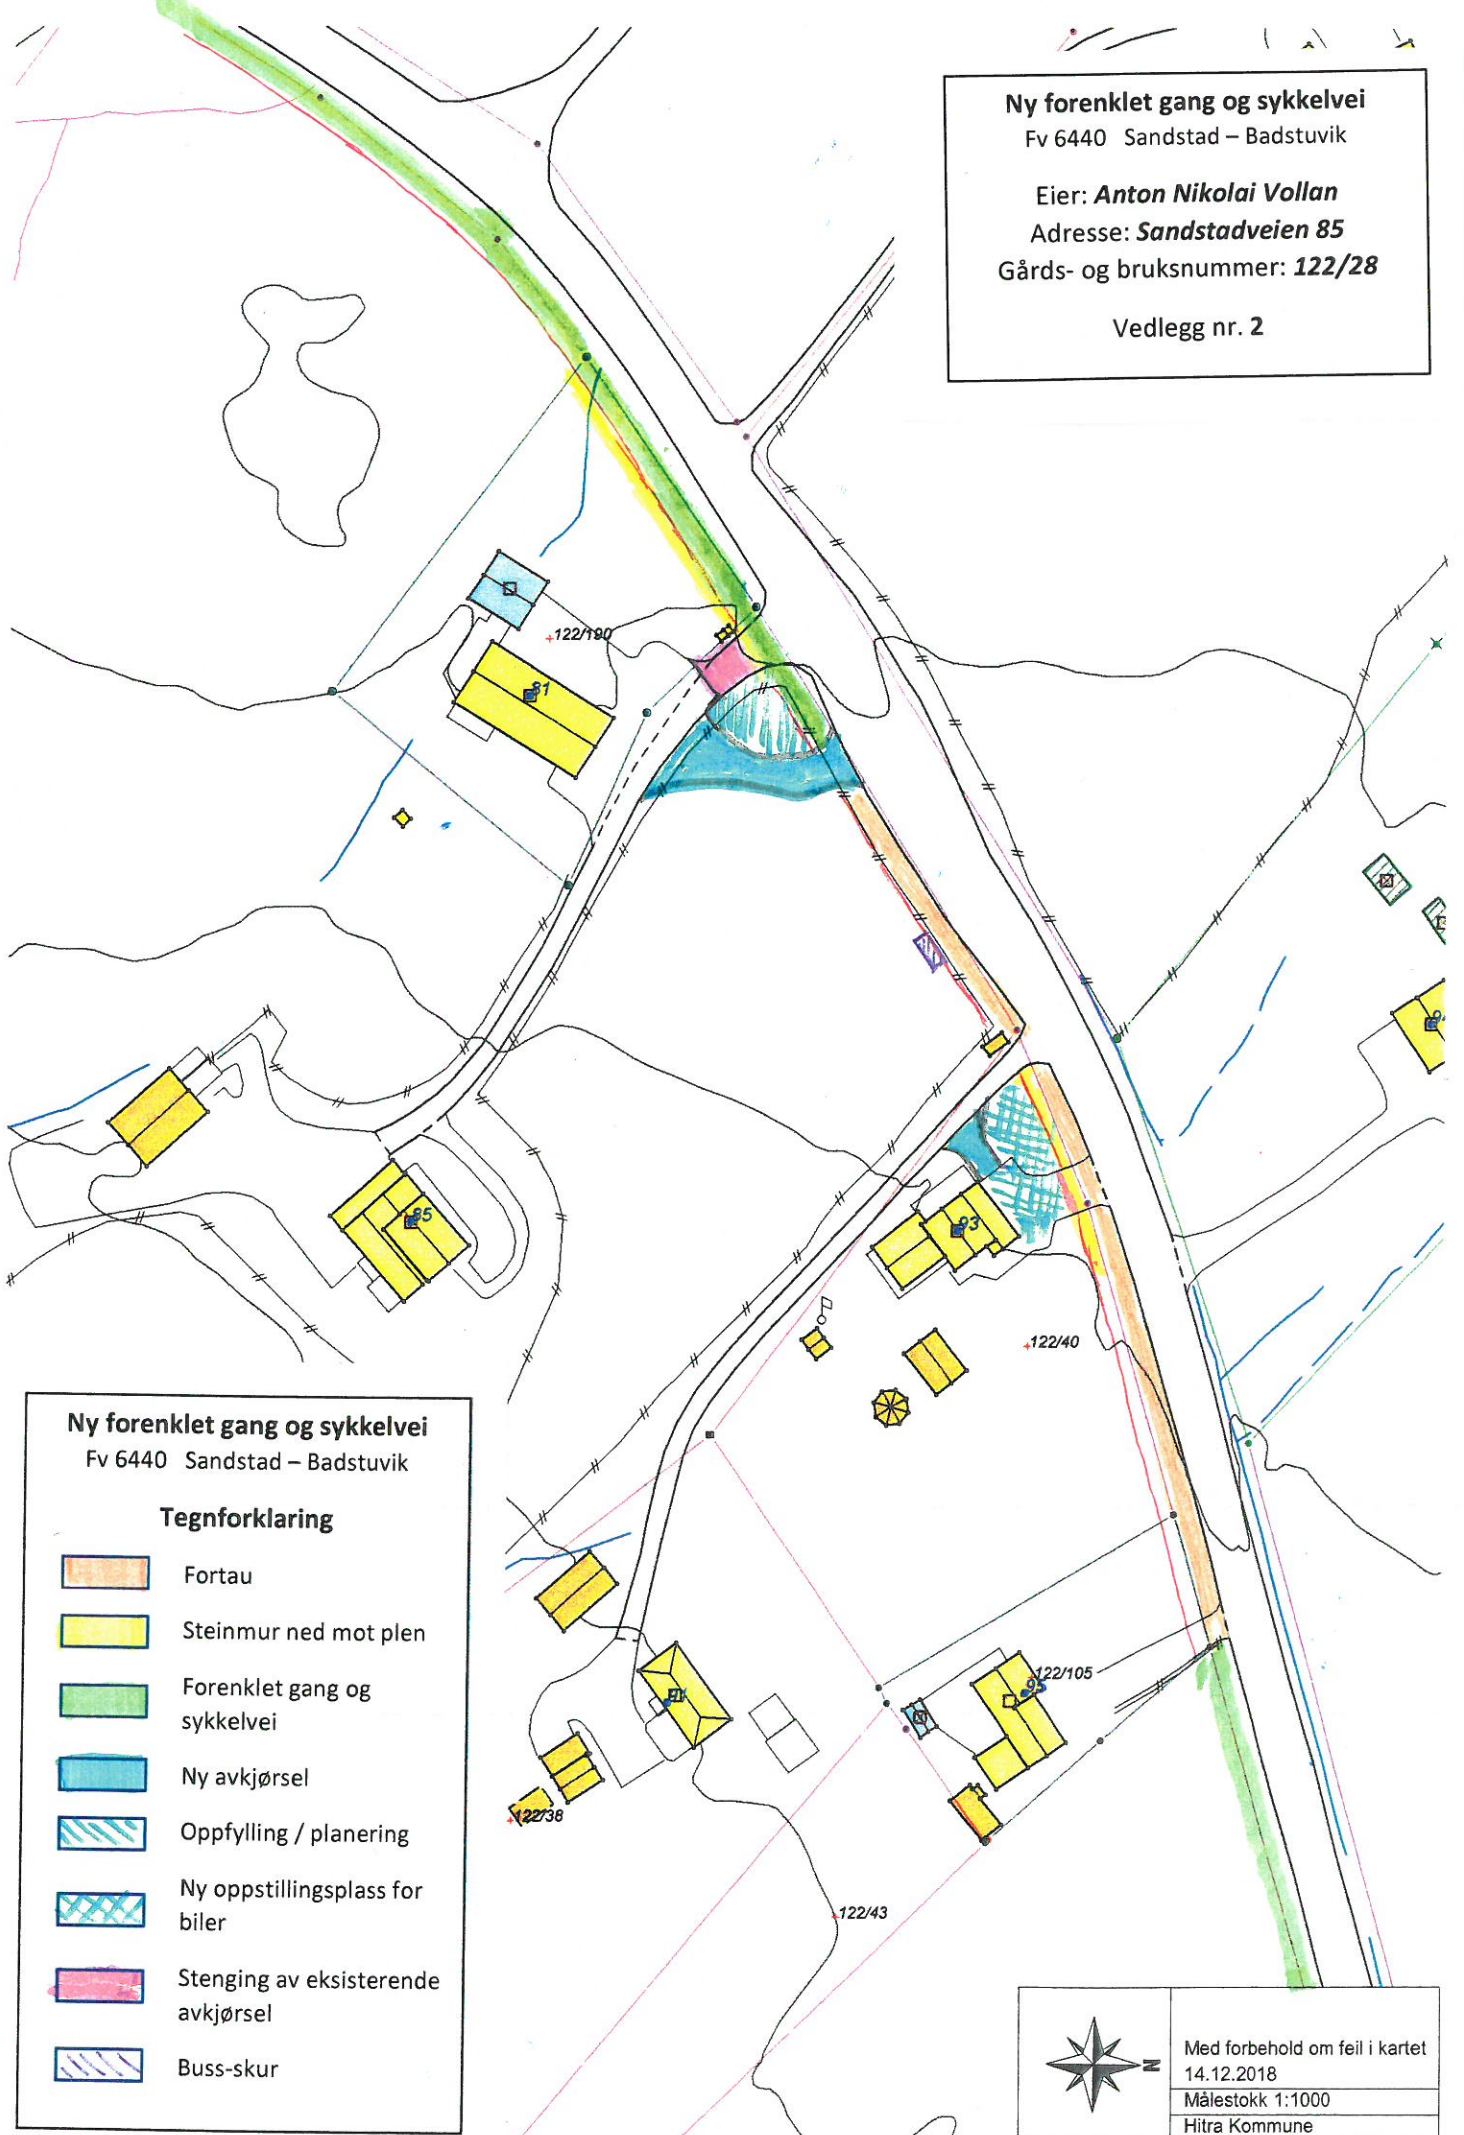 Ny forenklet gang og sykkelvei
Fv 6440 Sandstad – Badstuvik
Eier: Anton Nikolai Vollan
Adresse: Sandstadveien 85
Gårds- og bruksnummer: 122/28
Vedlegg nr. 2
122/190
81
85
93
122/40
122/105
95
122/38
122/43
Ny forenklet gang og sykkelvei
Fv 6440 Sandstad – Badstuvik
Tegnforklaring
Fortau
Steinmur ned mot plen
Forenklet gang og
sykkelvei
Ny avkjørsel
Oppfylling / planering
Ny oppstillingsplass for
biler
Stenging av eksisterende
avkjørsel
Buss-skur
N
Med forbehold om feil i kartet
14.12.2018
Målestokk 1:1000
Hitra Kommune